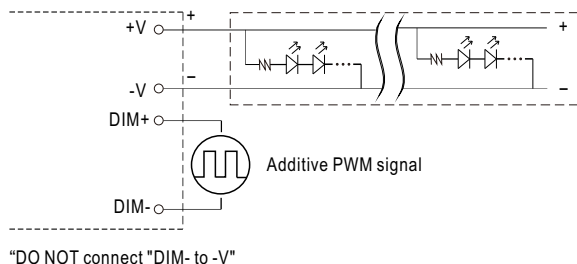 +V
+
-V
−
+
−
DIM+
Additive PWM signal
DIM-
“DO NOT connect "DIM- to -V"